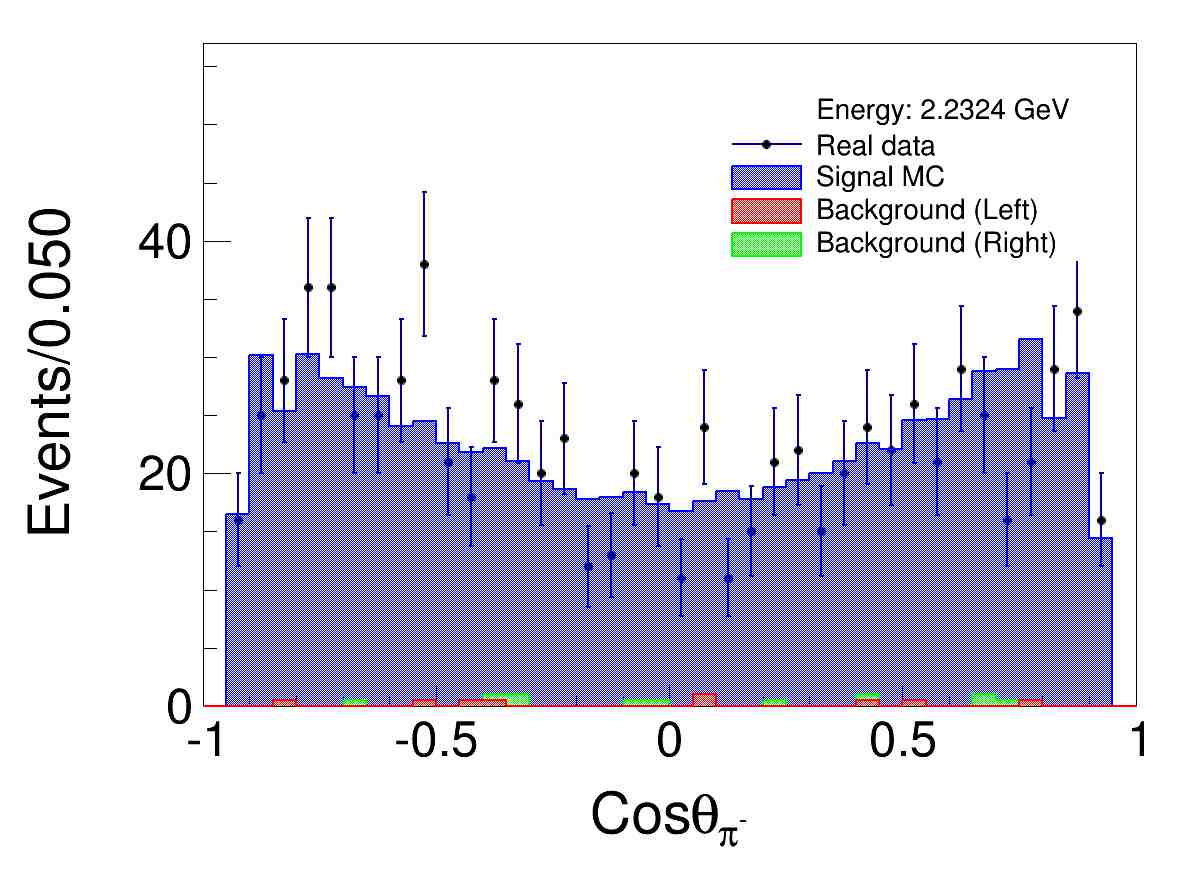 Energy: 2.2324 GeV
Real data
Signal MC
Background (Left)
Background (Right)
Events/0.050
40
20
0
-1 -0.5 0 0.5 1
Cosθπ-